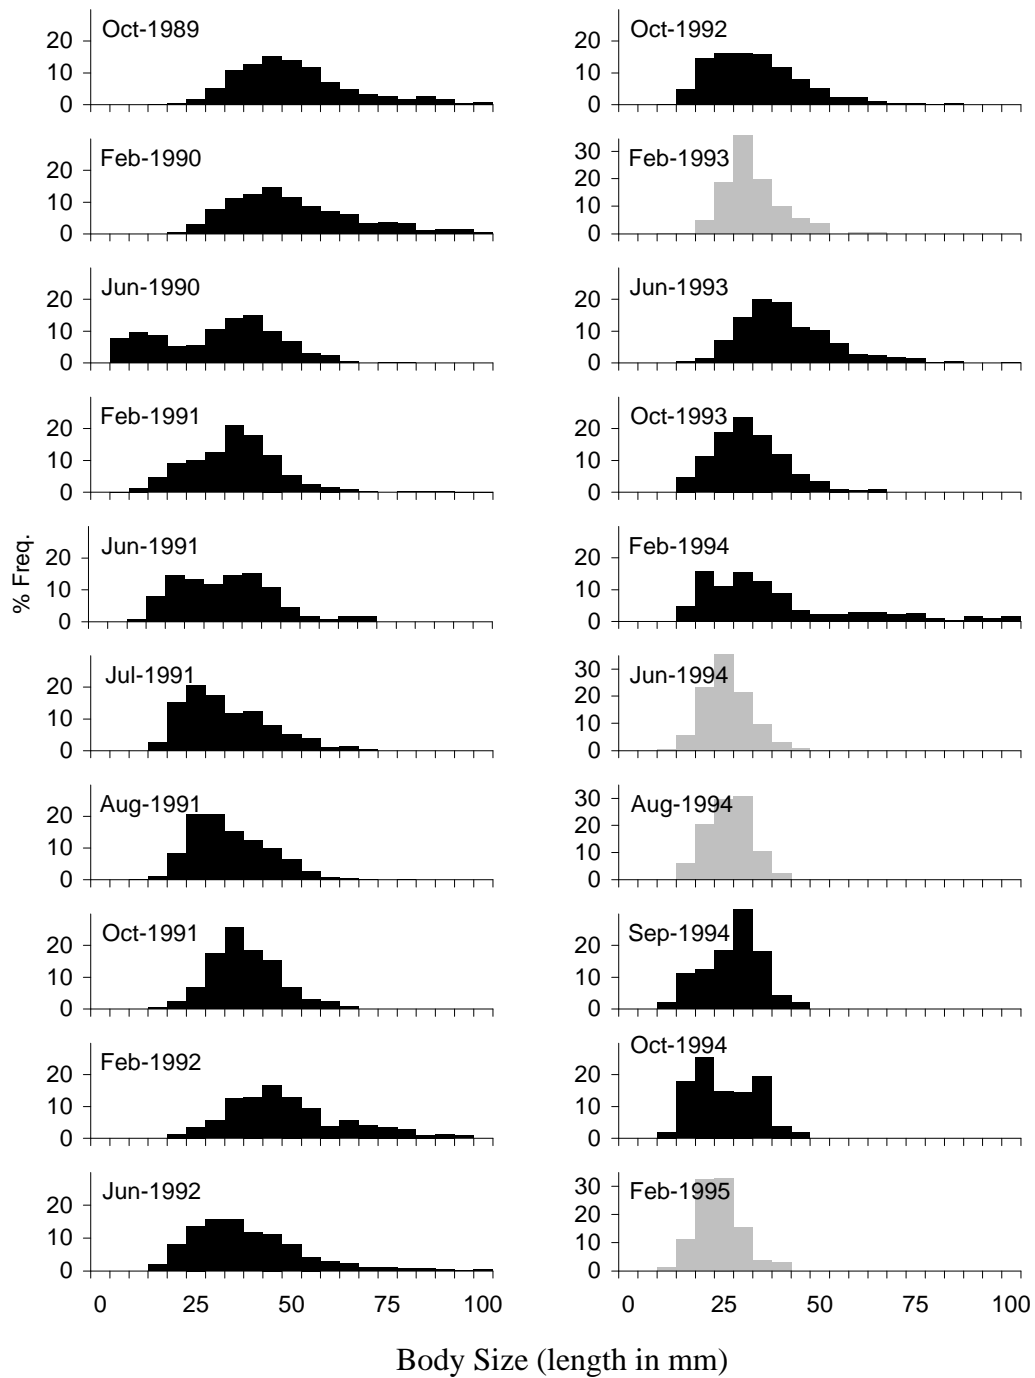 Oct-1989
20
10
0
Feb-1990
20
10
0
Jun-1990
20
10
0
Feb-1991
20
10
0
% Freq.
Jun-1991
20
10
0
Jul-1991
20
10
0
Aug-1991
20
10
0
Oct-1991
20
10
0
Feb-1992
20
10
0
Jun-1992
20
10
0
0 25 50 75 100
Oct-1992
20
10
0
Feb-1993
30
20
10
0
Jun-1993
20
10
0
Oct-1993
20
10
0
Feb-1994
20
10
0
Jun-1994
30
20
10
0
Aug-1994
30
20
10
0
Sep-1994
20
10
0
Oct-1994
20
10
0
Feb-1995
30
20
10
0
0 25 50 75 100
Body Size (length in mm)